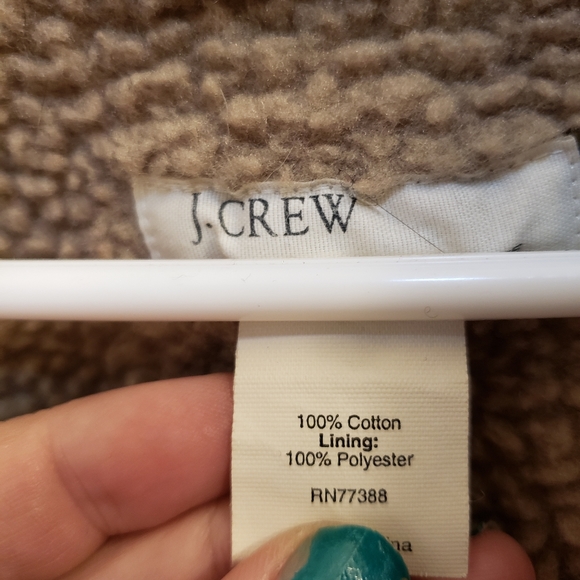 J.CREW
100% Cotton
Lining:
100% Polyester
RN77388